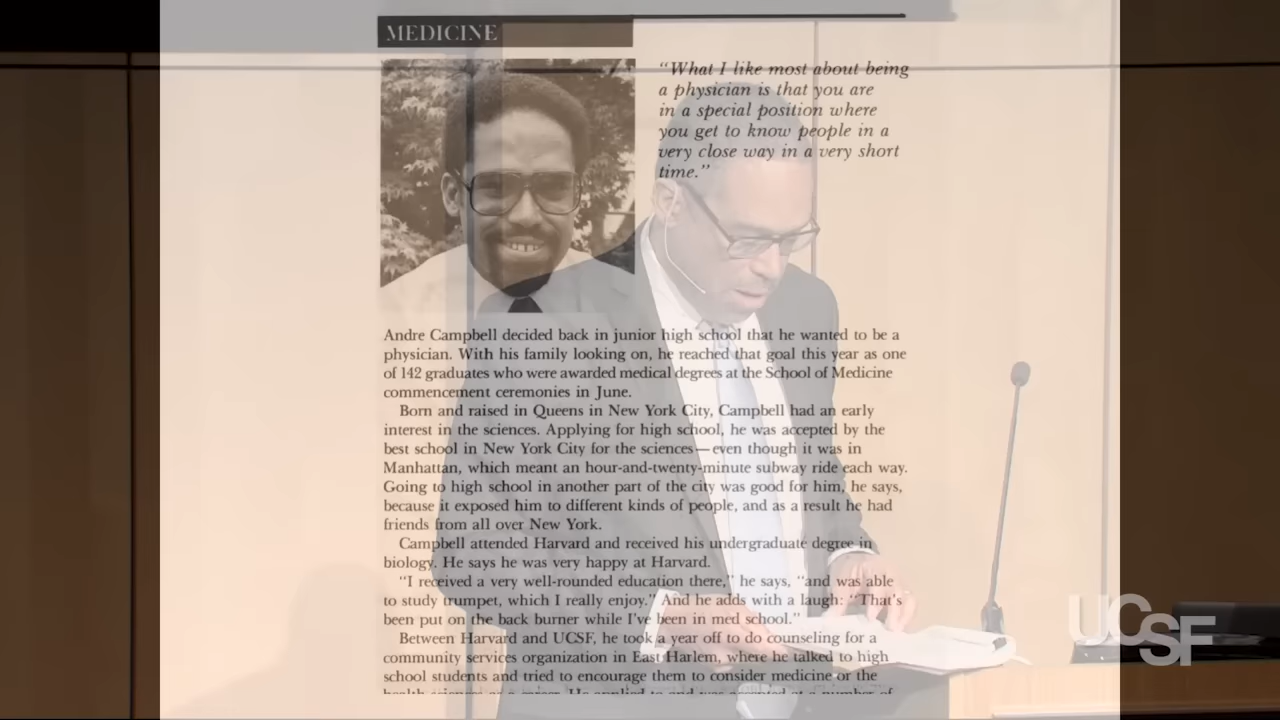 MEDICINE
“What I like most about being
a physician is that you are
in a special position where
you get to know people in a
very close way in a very short
time.”
Andre Campbell decided back in junior high school that he wanted to be a
physician. With his family looking on, he reached that goal this year as one
of 142 graduates who were awarded medical degrees at the School of Medicine
commencement ceremonies in June.
Born and raised in Queens in New York City, Campbell had an early
interest in the sciences. Applying for high school, he was accepted by the
best school in New York City for the sciences—even though it was in
Manhattan, which meant an hour-and-twenty-minute subway ride each way.
Going to high school in another part of the city was good for him, he says,
because it exposed him to different kinds of people, and as a result he had
friends from all over New York.
Campbell attended Harvard and received his undergraduate degree in
biology. He says he was very happy at Harvard.
“I received a very well-rounded education there,” he says, “and was able
to study trumpet, which I really enjoy.” And he adds with a laugh: “That's
been put on the back burner while I've been in med school.”
Between Harvard and UCSF, he took a year off to do counseling for a
community services organization in East Harlem, where he talked to high
school students and tried to encourage them to consider medicine or the
health sciences as a career. He applied to and was accepted at a number of
UCSF